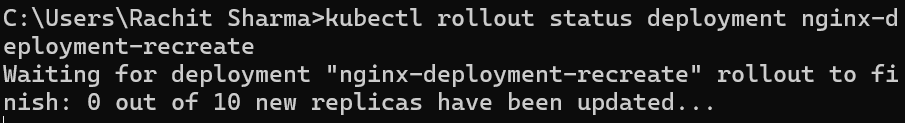 C:\Users\Rachit Sharma>kubectl rollout status deployment nginx-d
eployment-recreate
Waiting for deployment "nginx-deployment-recreate" rollout to fi
nish: 0 out of 10 new replicas have been updated...